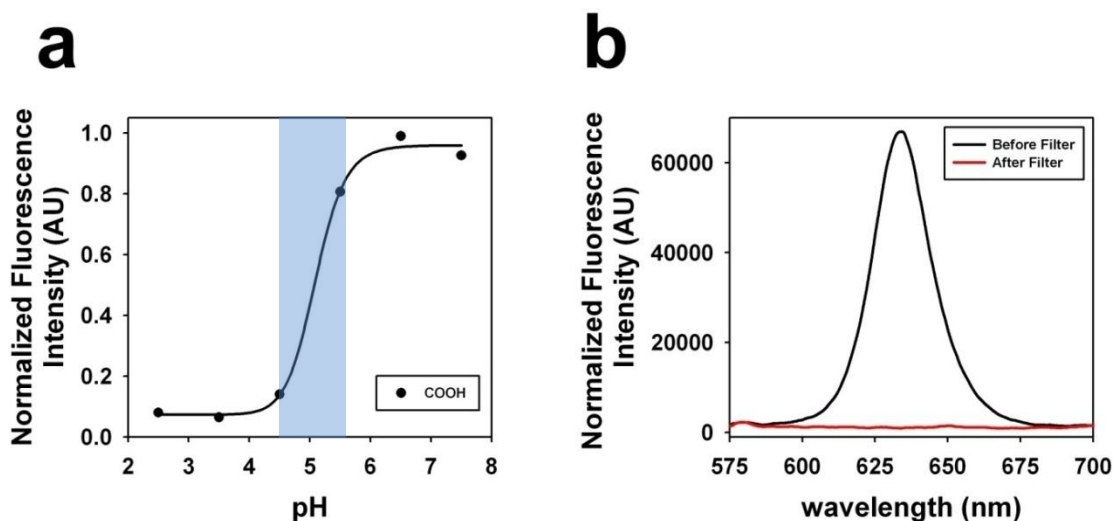 a
Normalized Fluorescence
Intensity (AU)
1.0
0.8
0.6
0.4
0.2
0.0
COOH
2 3 4 5 6 7 8
pH
b
Normalized Fluorescence
Intensity (AU)
60000
40000
20000
0
Before Filter
After Filter
575 600 625 650 675 700
wavelength (nm)